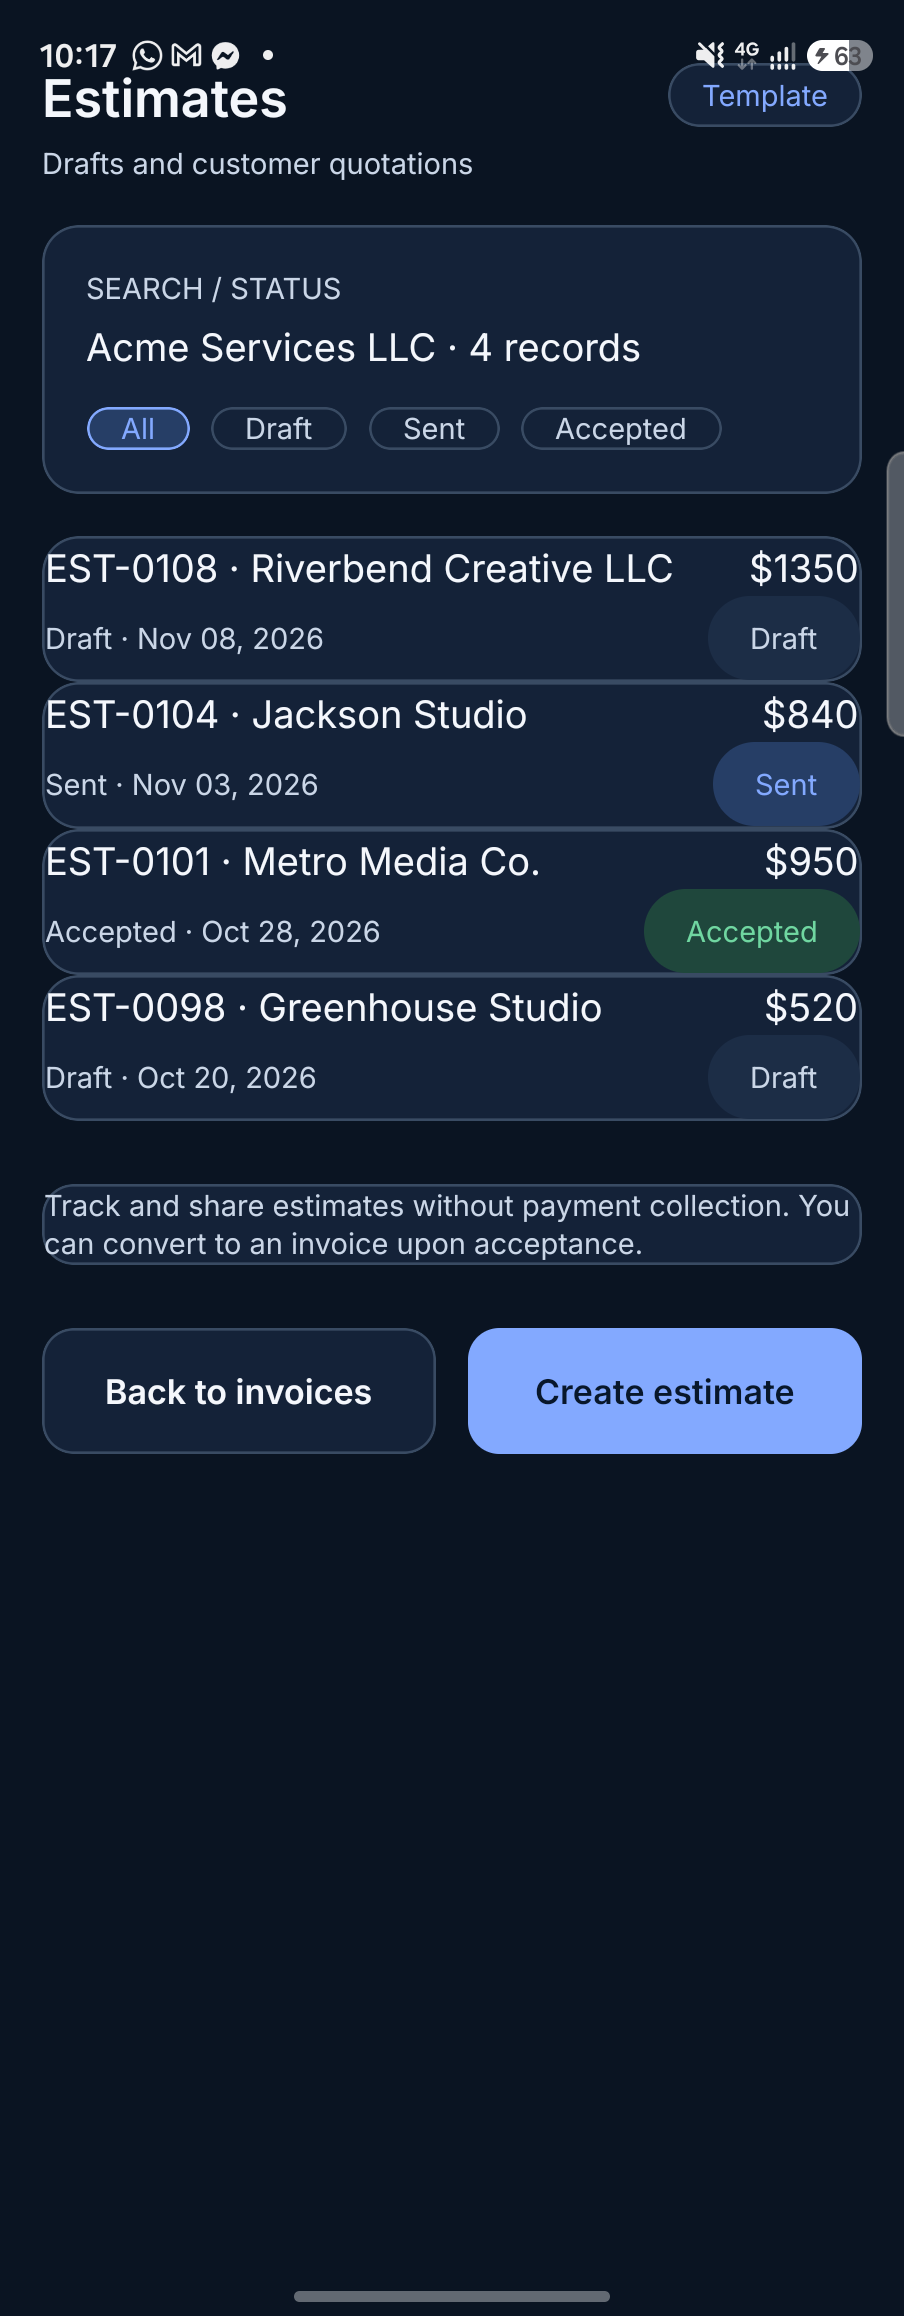 10:17 4G 63
Estimates Template
Drafts and customer quotations
SEARCH / STATUS
Acme Services LLC · 4 records
All Draft Sent Accepted
EST-0108 · Riverbend Creative LLC $1350
Draft · Nov 08, 2026 Draft
EST-0104 · Jackson Studio $840
Sent · Nov 03, 2026 Sent
EST-0101 · Metro Media Co. $950
Accepted · Oct 28, 2026 Accepted
EST-0098 · Greenhouse Studio $520
Draft · Oct 20, 2026 Draft
Track and share estimates without payment collection. You
can convert to an invoice upon acceptance.
Back to invoices Create estimate